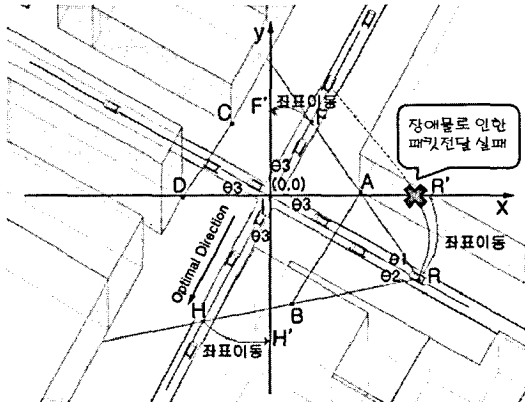 y
F'
좌표이동
F
C
장애물로 인한
패킷전달 실패
θ3
(0,0)
A
R'
D
θ3
θ3
X
θ3
좌표이동
Optimal Direction
θ1
θ2
R
H
B
좌표이동
H'